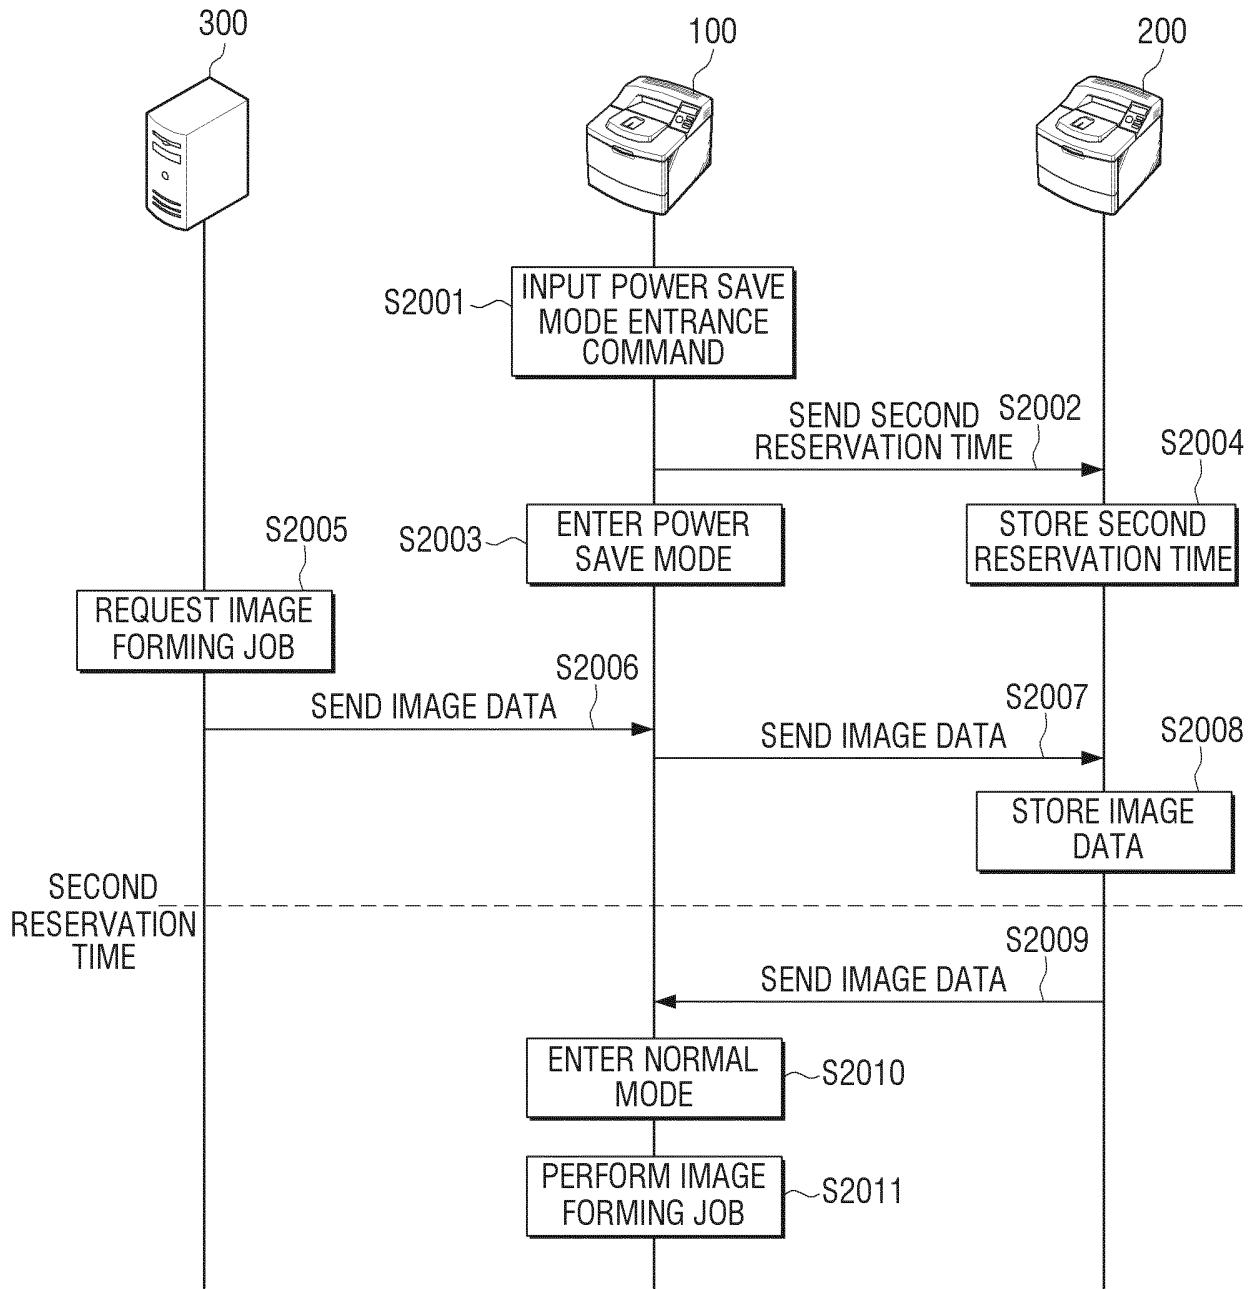 300
100
200
S2001
INPUT POWER SAVE
MODE ENTRANCE
COMMAND
SEND SECOND
RESERVATION TIME
S2002
S2004
S2003
ENTER POWER
SAVE MODE
STORE SECOND
RESERVATION TIME
S2005
REQUEST IMAGE
FORMING JOB
SEND IMAGE DATA
S2006
SEND IMAGE DATA
S2007
S2008
STORE IMAGE
DATA
SECOND
RESERVATION
TIME
SEND IMAGE DATA
S2009
ENTER NORMAL
MODE
S2010
PERFORM IMAGE
FORMING JOB
S2011